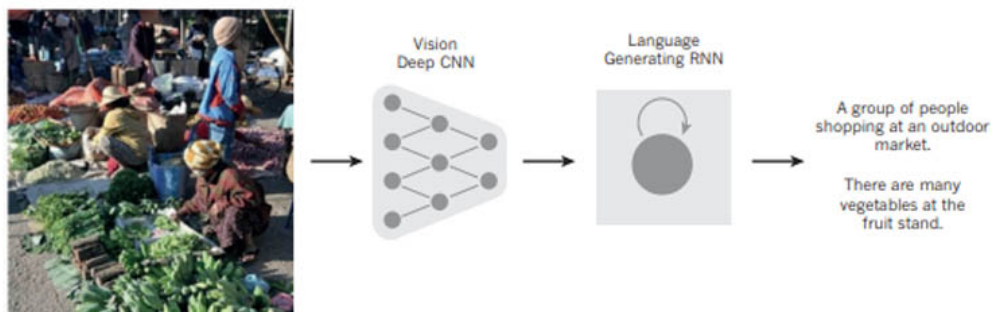 Vision
Deep CNN
Language
Generating RNN
A group of people
shopping at an outdoor
market.
There are many
vegetables at the
fruit stand.